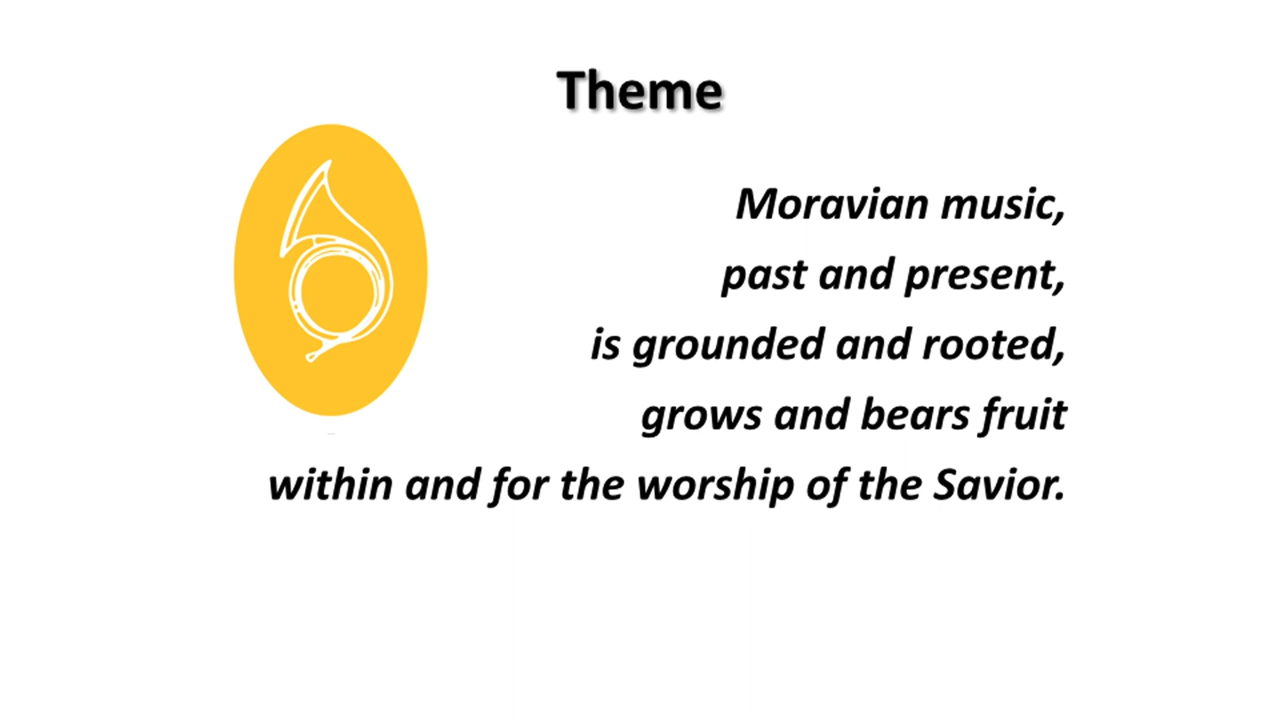 Theme
Moravian music,
past and present,
is grounded and rooted,
grows and bears fruit
within and for the worship of the Savior.